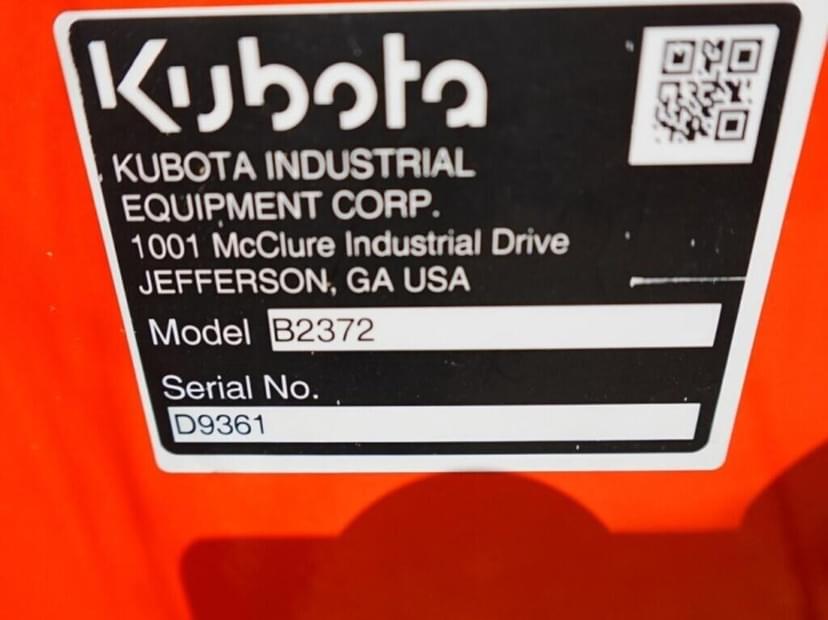 Kubota
KUBOTA INDUSTRIAL
EQUIPMENT CORP.
1001 McClure Industrial Drive
JEFFERSON, GA USA
Model B2372
Serial No.
D9361